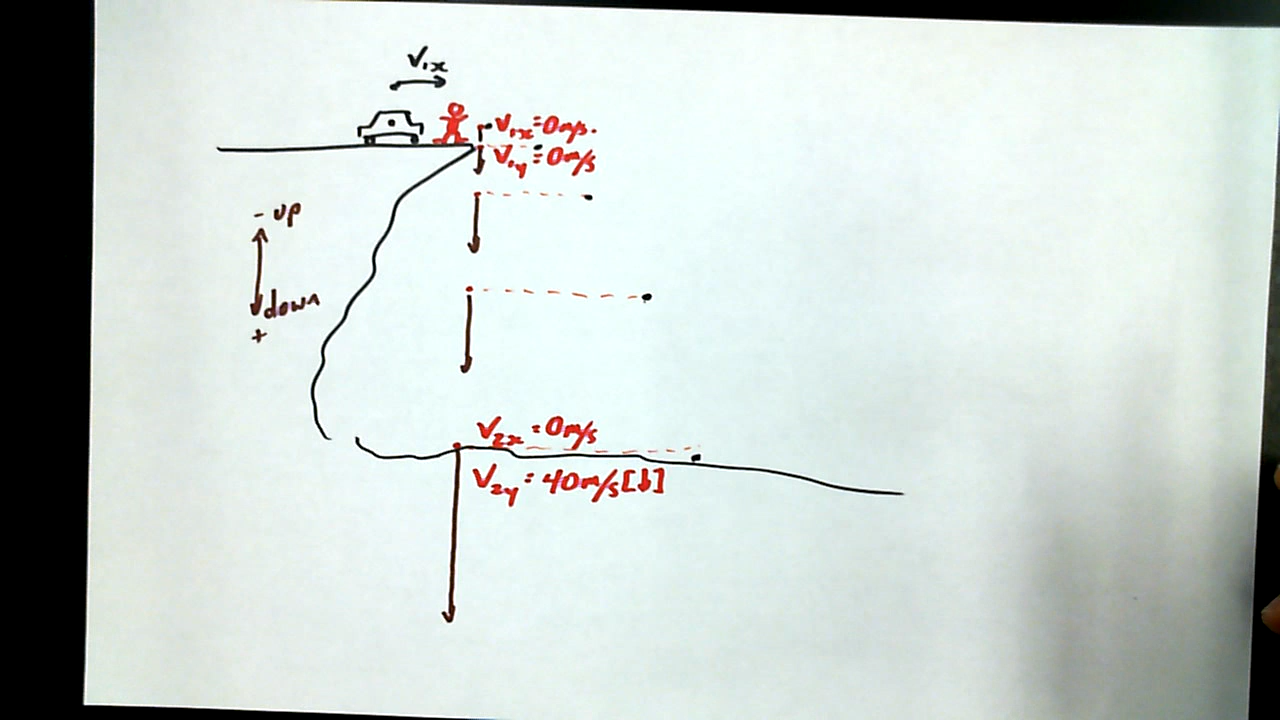 V₁ₓ
V₁ₓ=0m/s.
V₁y=0m/s
- up
down
+
V₂ₓ=0m/s
V₂y=40m/s[↓]